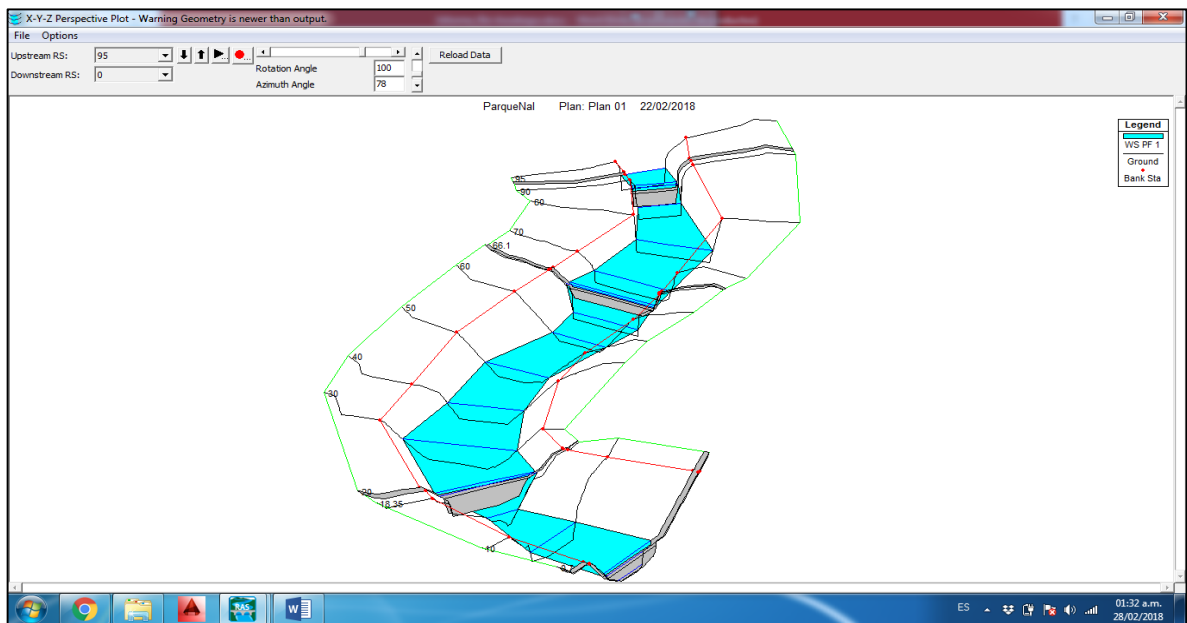 X-Y-Z Perspective Plot - Warning Geometry is newer than output.
File Options
Upstream RS: 95
Reload Data
Downstream RS: 0
Rotation Angle 100
Azimuth Angle 78
ParqueNal Plan: Plan 01 22/02/2018
Legend
WS PF 1
Ground
Bank Sta
95
90
80
70
66.1
60
50
40
30
20
18.35
10
RAS
ES
01:32 a.m.
28/02/2018